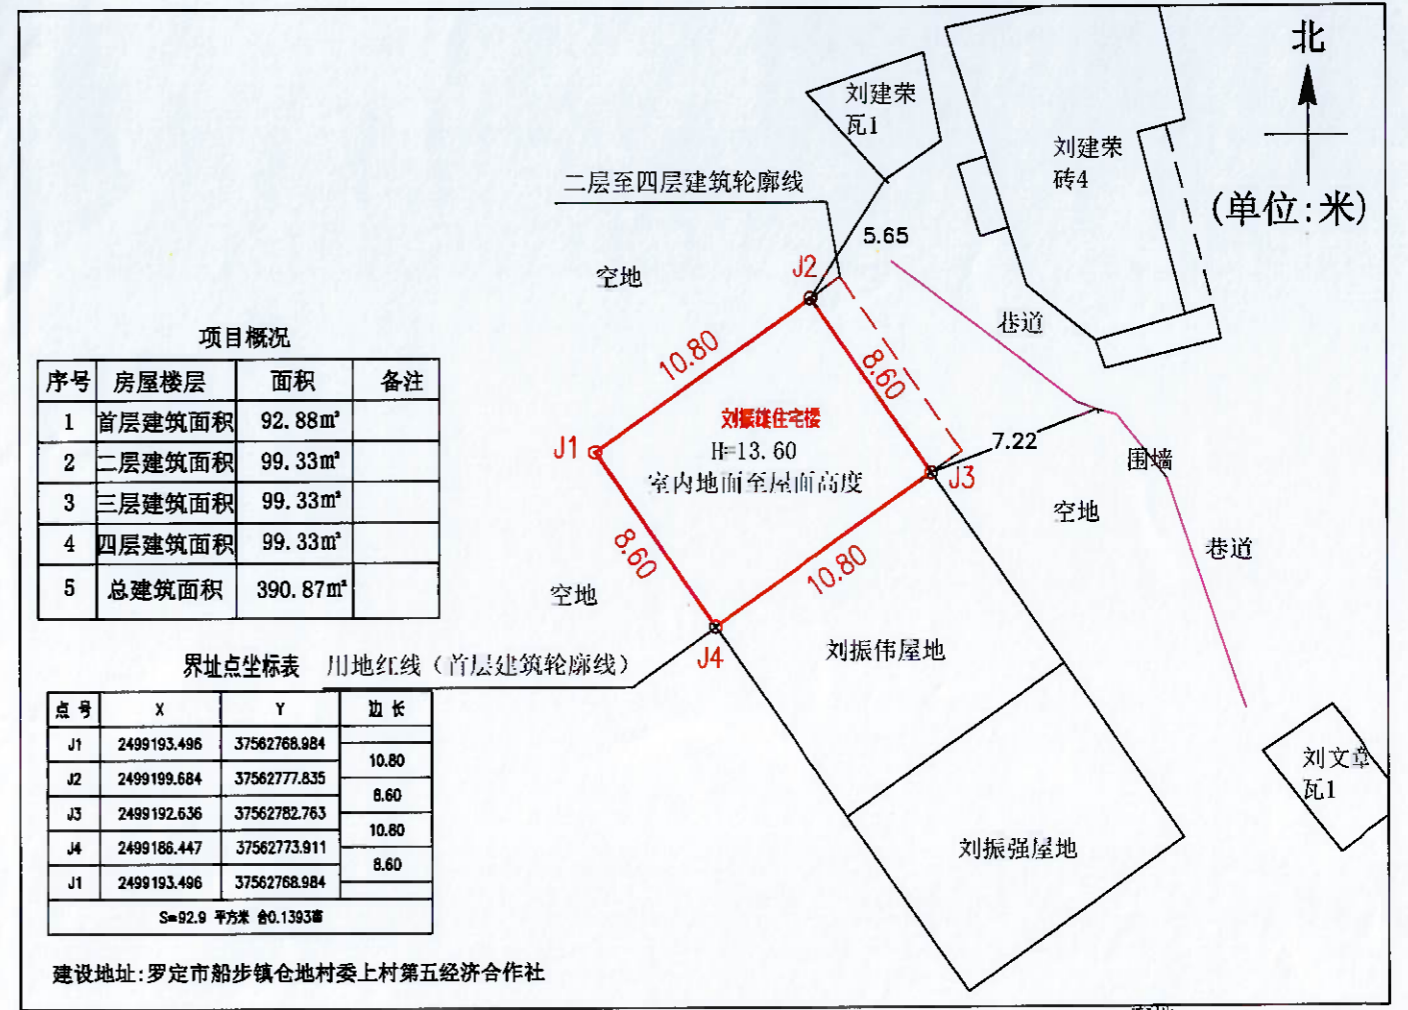 北
(单位:米)
刘建荣
瓦1
刘建荣
砖4
二层至四层建筑轮廓线
5.65
J2
空地
巷道
10.80
8.60
项目概况
序号 房屋楼层 面积 备注
1 首层建筑面积 92.88m²
2 二层建筑面积 99.33m²
3 三层建筑面积 99.33m²
4 四层建筑面积 99.33m²
5 总建筑面积 390.87m²
刘振雄住宅楼
H=13.60
室内地面至屋面高度
J1
7.22
J3
围墙
空地
巷道
8.60
10.80
空地
刘振伟屋地
J4
用地红线（首层建筑轮廓线）
界址点坐标表
点号 X Y 边长
J1 2499193.496 37562768.984
10.80
J2 2499199.684 37562777.835
8.60
J3 2499192.636 37562782.763
10.80
J4 2499186.447 37562773.911
8.60
J1 2499193.496 37562768.984
S=92.9 平方米 合0.1393亩
刘文章
瓦1
刘振强屋地
建设地址:罗定市船步镇仓地村委上村第五经济合作社